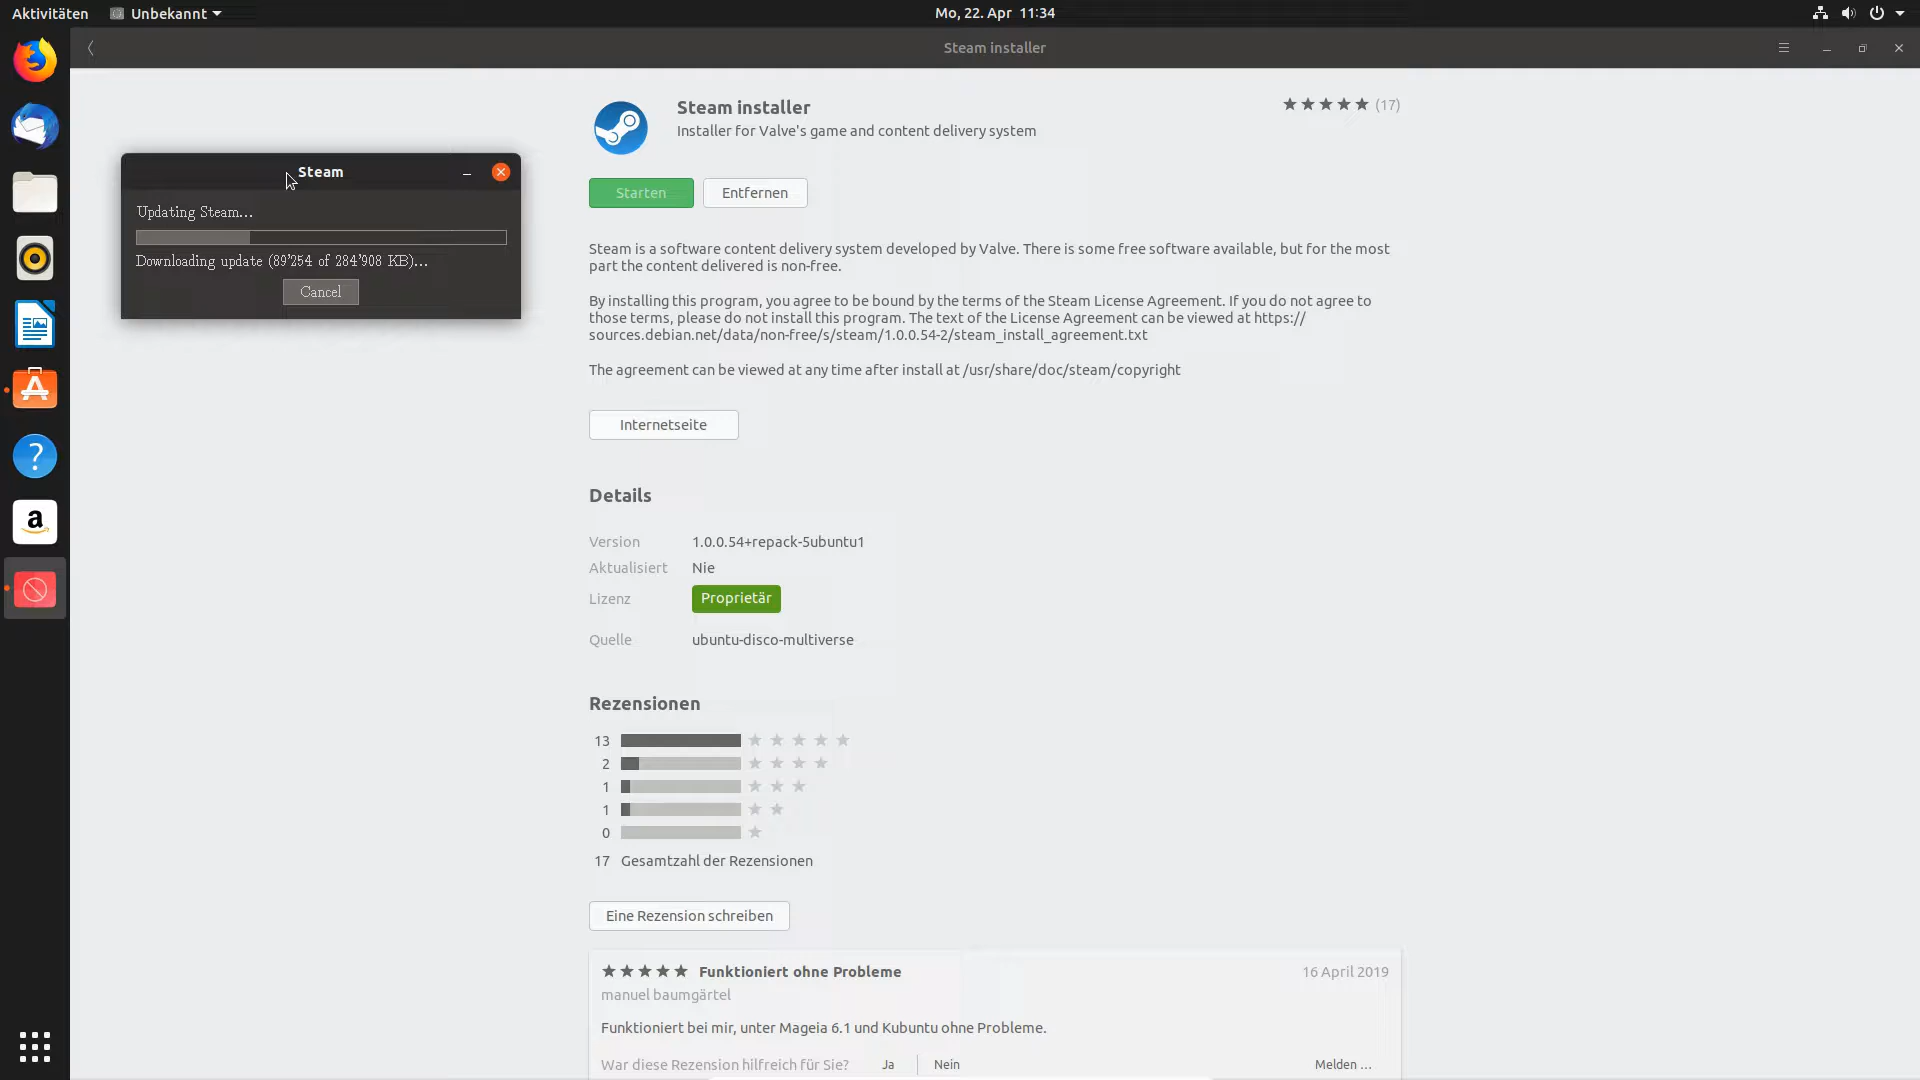 Aktivitäten
Unbekannt
Mo, 22. Apr 11:34
Steam installer
Steam installer
Installer for Valve's game and content delivery system
(17)
Starten
Entfernen
Steam
Updating Steam...
Downloading update (89'254 of 284'908 KB)...
Cancel
Steam is a software content delivery system developed by Valve. There is some free software available, but for the most
part the content delivered is non-free.
By installing this program, you agree to be bound by the terms of the Steam License Agreement. If you do not agree to
those terms, please do not install this program. The text of the License Agreement can be viewed at https://
sources.debian.net/data/non-free/s/steam/1.0.0.54-2/steam_install_agreement.txt
The agreement can be viewed at any time after install at /usr/share/doc/steam/copyright
Internetseite
Details
Version 1.0.0.54+repack-5ubuntu1
Aktualisiert Nie
Lizenz Proprietär
Quelle ubuntu-disco-multiverse
Rezensionen
13
2
1
1
0
17 Gesamtzahl der Rezensionen
Eine Rezension schreiben
Funktioniert ohne Probleme
16 April 2019
manuel baumgärtel
Funktioniert bei mir, unter Mageia 6.1 und Kubuntu ohne Probleme.
War diese Rezension hilfreich für Sie? Ja Nein Melden ...